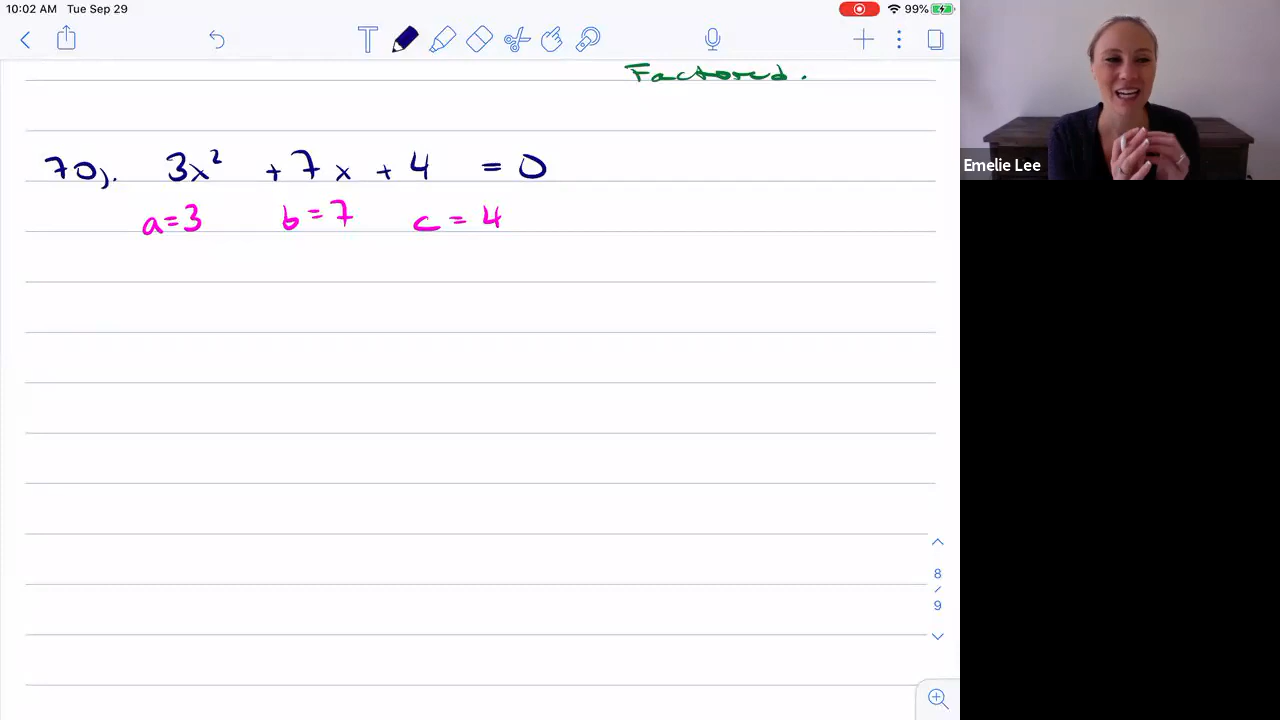 10:02 AM Tue Sep 29
99%
T
Factored.
70). 3x² + 7x + 4 = 0
a=3 b=7 c=4
Emelie Lee
8
/
9